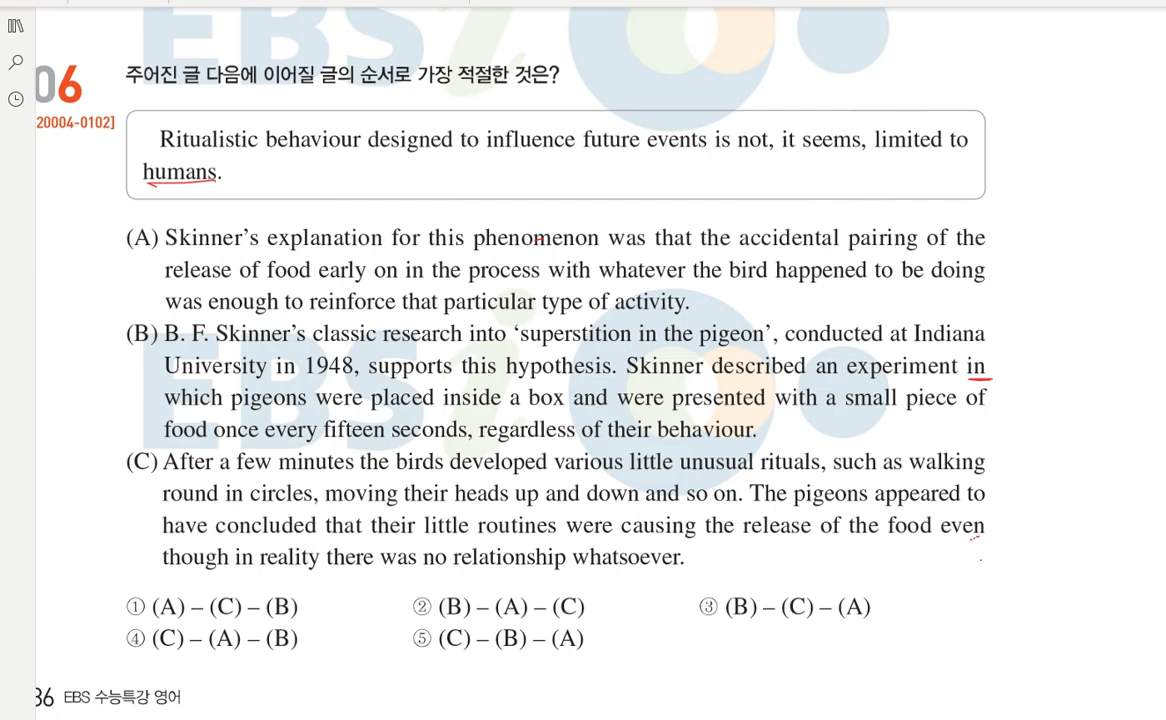 06
주어진 글 다음에 이어질 글의 순서로 가장 적절한 것은?
20004-0102]
Ritualistic behaviour designed to influence future events is not, it seems, limited to
humans.
(A) Skinner's explanation for this phenomenon was that the accidental pairing of the
release of food early on in the process with whatever the bird happened to be doing
was enough to reinforce that particular type of activity.
(B) B. F. Skinner's classic research into 'superstition in the pigeon', conducted at Indiana
University in 1948, supports this hypothesis. Skinner described an experiment in
which pigeons were placed inside a box and were presented with a small piece of
food once every fifteen seconds, regardless of their behaviour.
(C) After a few minutes the birds developed various little unusual rituals, such as walking
round in circles, moving their heads up and down and so on. The pigeons appeared to
have concluded that their little routines were causing the release of the food even
though in reality there was no relationship whatsoever.
① (A) – (C) – (B) ② (B) – (A) – (C) ③ (B) – (C) – (A)
④ (C) – (A) – (B) ⑤ (C) – (B) – (A)
36 EBS 수능특강 영어
EBSi
EBSi